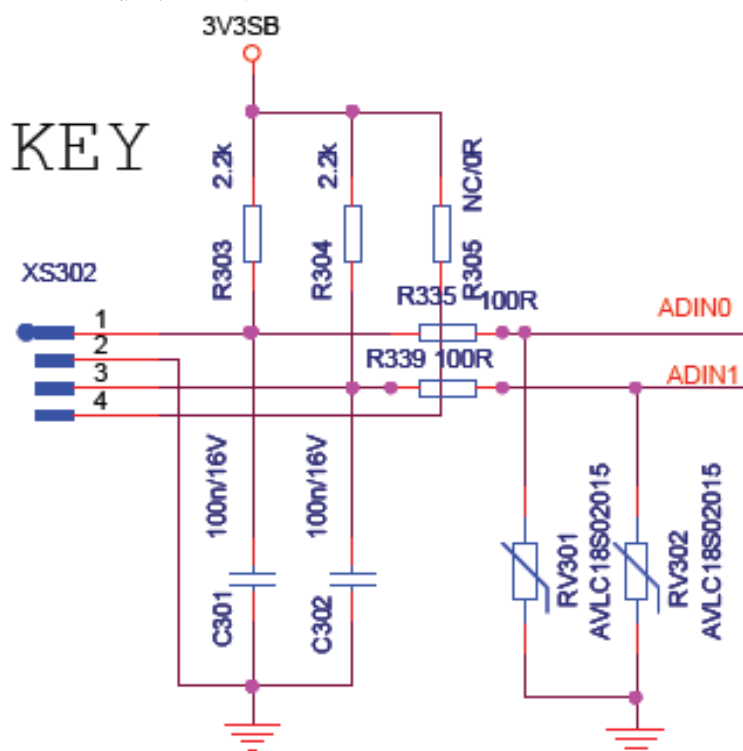 3V3SB
KEY
2.2k
2.2k
NC/0R
R303
R304
R305
XS302
R335
100R
ADIN0
1
2
R339 100R
3
ADIN1
4
100n/16V
100n/16V
C301
C302
RV301
AVLC18S02015
RV302
AVLC18S02015